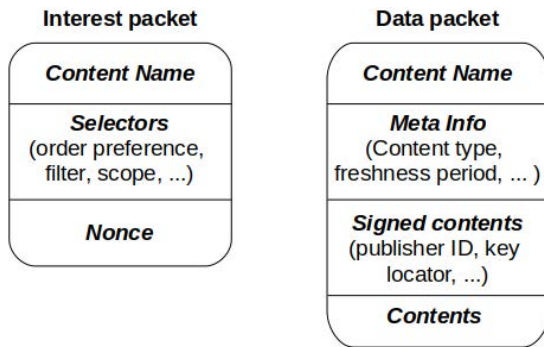 Interest packet
Content Name
Selectors
(order preference,
filter, scope, ...)
Nonce
Data packet
Content Name
Meta Info
(Content type,
freshness period, ... )
Signed contents
(publisher ID, key
locator, ...)
Contents